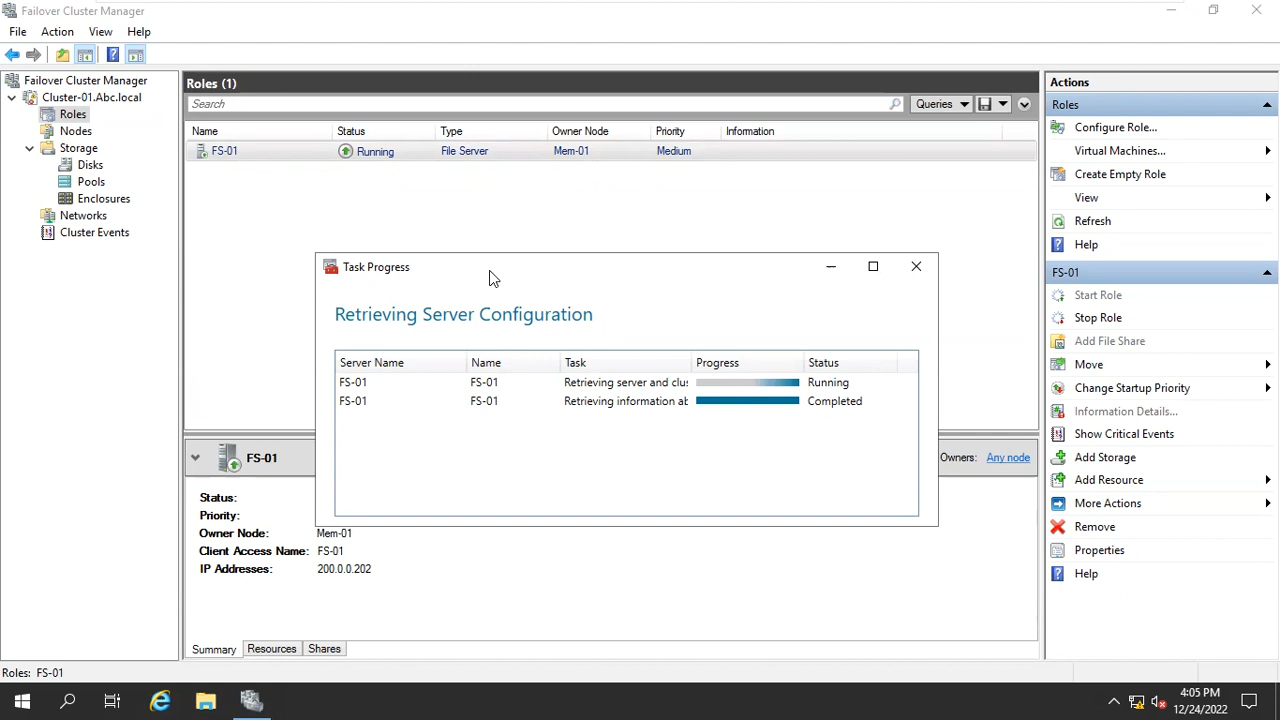 Failover Cluster Manager
File Action View Help
Failover Cluster Manager
Cluster-01.Abc.local
Roles
Nodes
Storage
Disks
Pools
Enclosures
Networks
Cluster Events
Roles (1)
Search
Queries
Name Status Type Owner Node Priority Information
FS-01 Running File Server Mem-01 Medium
Task Progress
Retrieving Server Configuration
Server Name Name Task Progress Status
FS-01 FS-01 Retrieving server and clus Running
FS-01 FS-01 Retrieving information ab Completed
FS-01
Owners: Any node
Status:
Priority:
Owner Node: Mem-01
Client Access Name: FS-01
IP Addresses: 200.0.0.202
Summary Resources Shares
Actions
Roles
Configure Role...
Virtual Machines...
Create Empty Role
View
Refresh
Help
FS-01
Start Role
Stop Role
Add File Share
Move
Change Startup Priority
Information Details...
Show Critical Events
Add Storage
Add Resource
More Actions
Remove
Properties
Help
Roles: FS-01
4:05 PM
12/24/2022